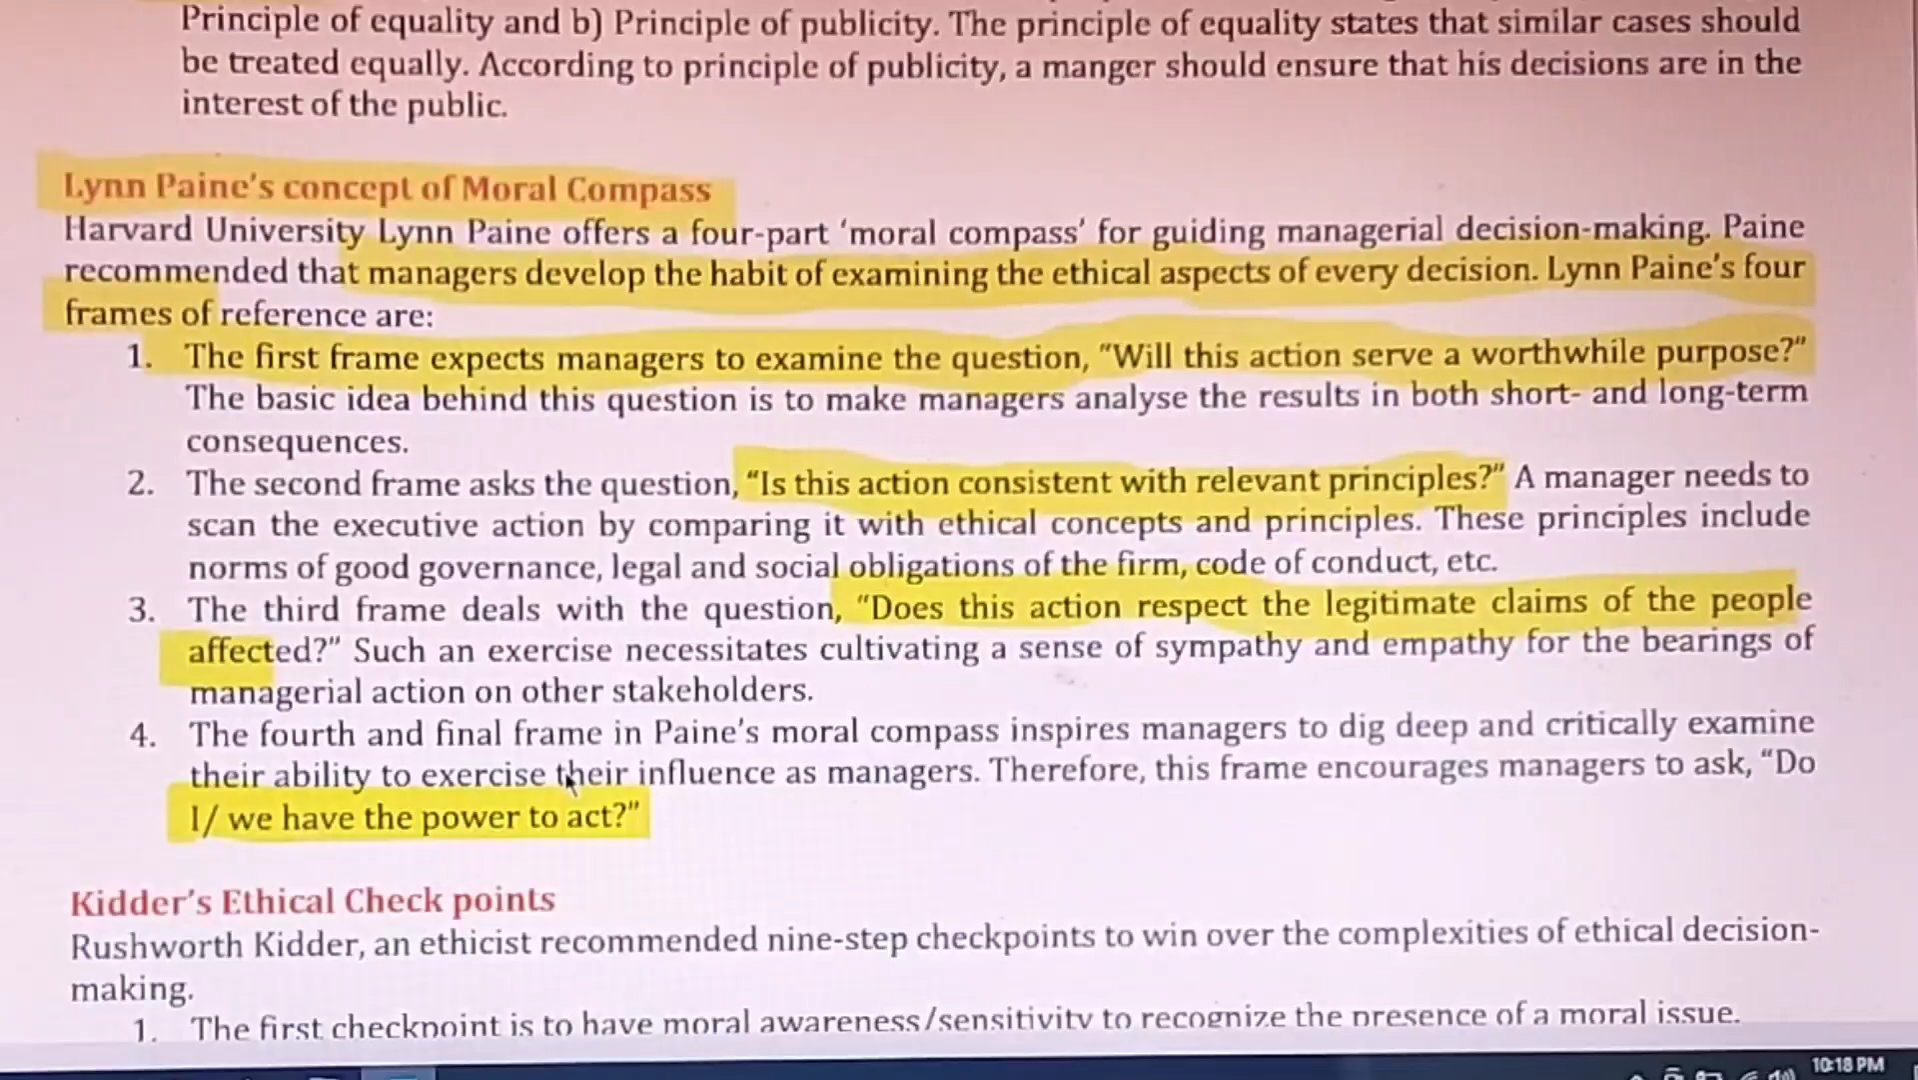 Principle of equality and b) Principle of publicity. The principle of equality states that similar cases should
be treated equally. According to principle of publicity, a manger should ensure that his decisions are in the
interest of the public.
Lynn Paine's concept of Moral Compass
Harvard University Lynn Paine offers a four-part ‘moral compass’ for guiding managerial decision-making. Paine
recommended that managers develop the habit of examining the ethical aspects of every decision. Lynn Paine's four
frames of reference are:
1. The first frame expects managers to examine the question, “Will this action serve a worthwhile purpose?”
The basic idea behind this question is to make managers analyse the results in both short- and long-term
consequences.
2. The second frame asks the question, “Is this action consistent with relevant principles?” A manager needs to
scan the executive action by comparing it with ethical concepts and principles. These principles include
norms of good governance, legal and social obligations of the firm, code of conduct, etc.
3. The third frame deals with the question, “Does this action respect the legitimate claims of the people
affected?” Such an exercise necessitates cultivating a sense of sympathy and empathy for the bearings of
managerial action on other stakeholders.
4. The fourth and final frame in Paine's moral compass inspires managers to dig deep and critically examine
their ability to exercise their influence as managers. Therefore, this frame encourages managers to ask, “Do
I/ we have the power to act?”
Kidder's Ethical Check points
Rushworth Kidder, an ethicist recommended nine-step checkpoints to win over the complexities of ethical decision-
making.
1. The first checkpoint is to have moral awareness/sensitivity to recognize the presence of a moral issue.
10:18 PM